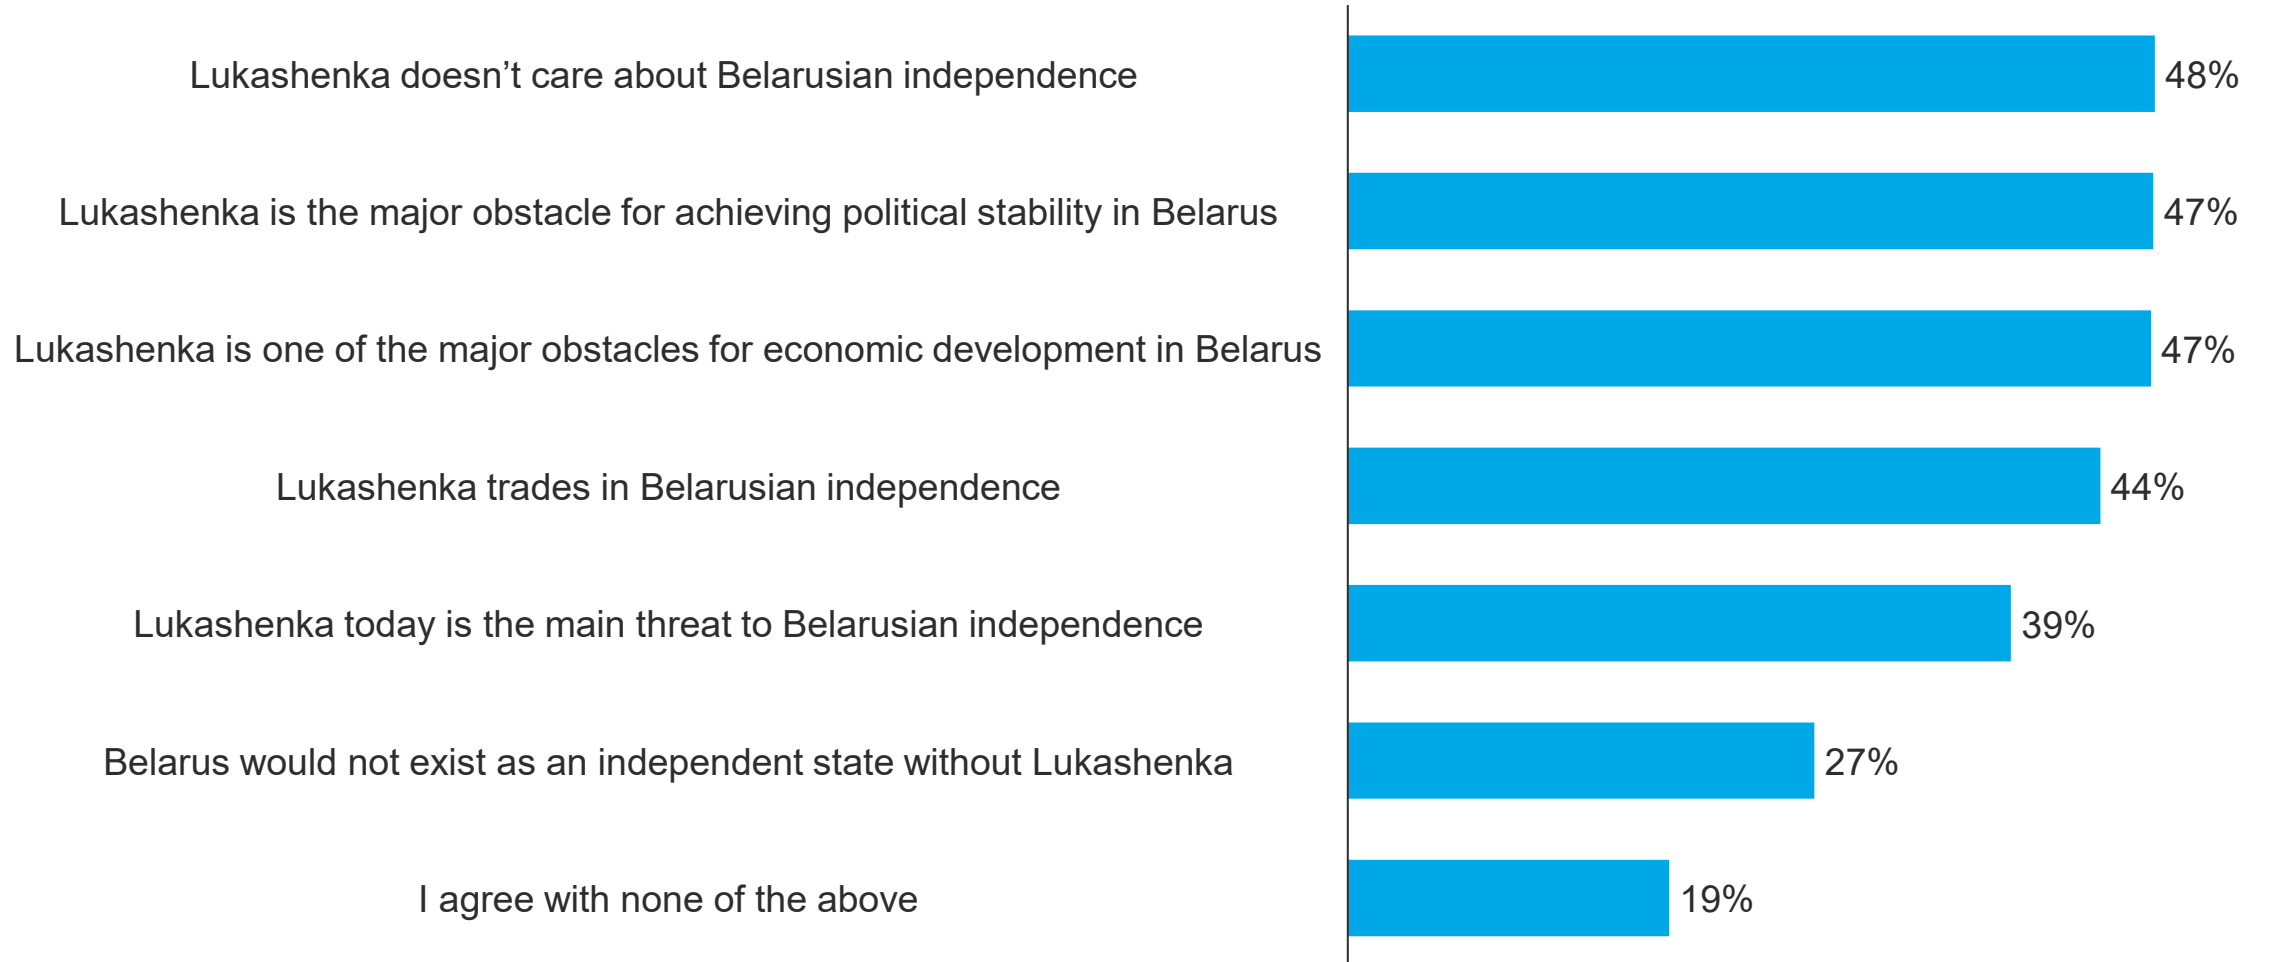 Lukashenka doesn’t care about Belarusian independence 48%
Lukashenka is the major obstacle for achieving political stability in Belarus 47%
Lukashenka is one of the major obstacles for economic development in Belarus 47%
Lukashenka trades in Belarusian independence 44%
Lukashenka today is the main threat to Belarusian independence 39%
Belarus would not exist as an independent state without Lukashenka 27%
I agree with none of the above 19%